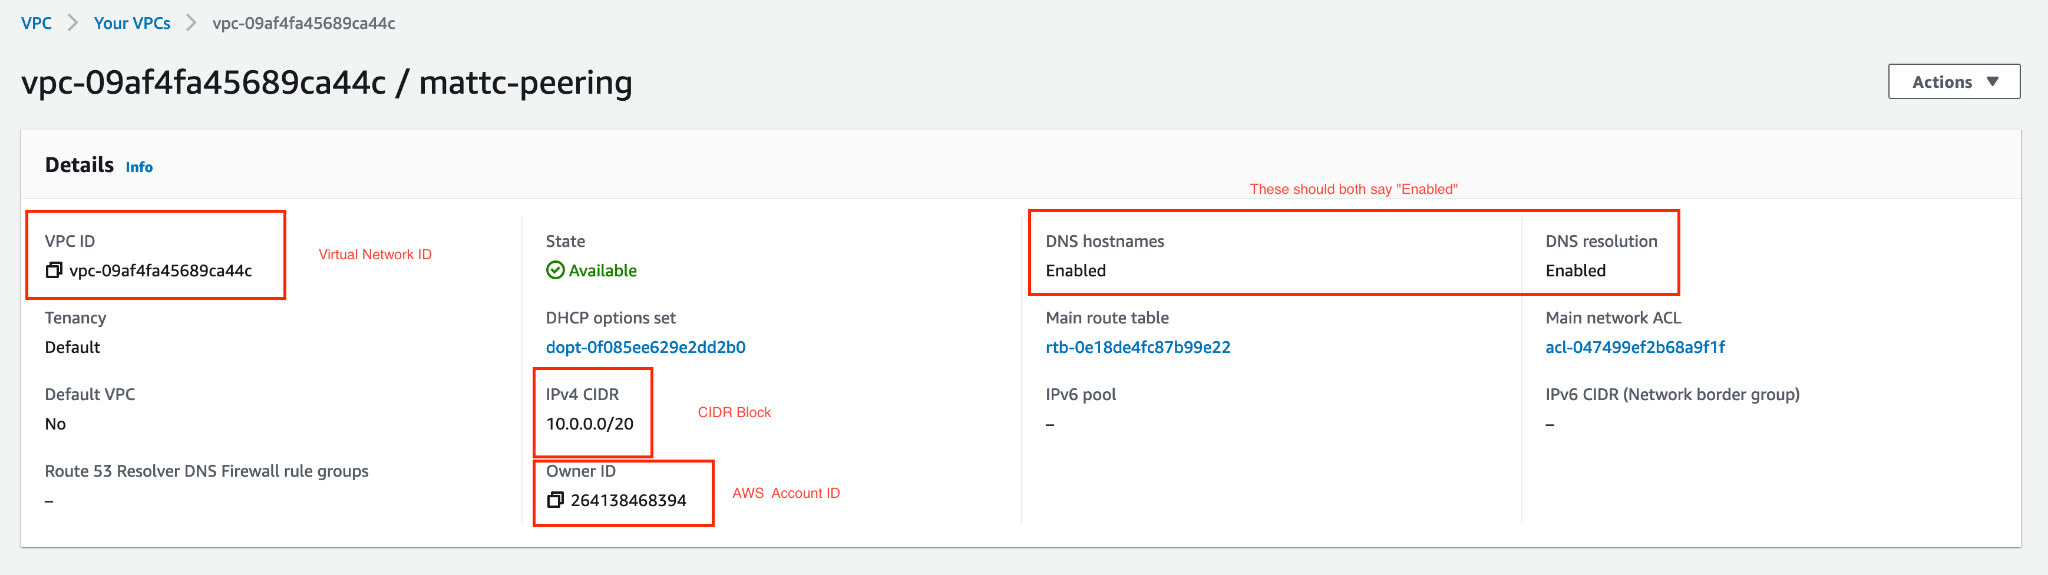 VPC > Your VPCs > vpc-09af4fa45689ca44c
vpc-09af4fa45689ca44c / mattc-peering
Actions ▼
Details Info
These should both say "Enabled"
VPC ID
vpc-09af4fa45689ca44c
Virtual Network ID
State
Available
DNS hostnames
Enabled
DNS resolution
Enabled
Tenancy
Default
DHCP options set
dopt-0f085ee629e2dd2b0
Main route table
rtb-0e18de4fc87b99e22
Main network ACL
acl-047499ef2b68a9f1f
Default VPC
No
IPv4 CIDR
10.0.0.0/20
CIDR Block
IPv6 pool
–
IPv6 CIDR (Network border group)
–
Route 53 Resolver DNS Firewall rule groups
–
Owner ID
264138468394
AWS Account ID